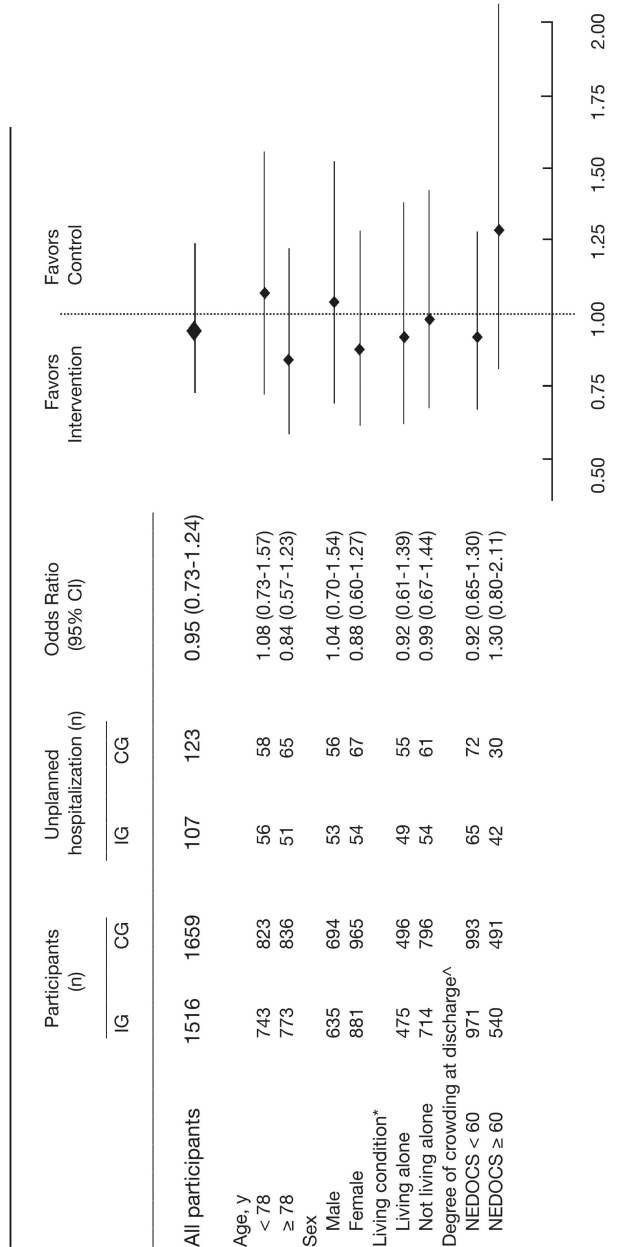 Participants (n) Unplanned hospitalization (n) Odds Ratio (95% CI) Favors Intervention Favors Control
IG CG IG CG
All participants 1516 1659 107 123 0.95 (0.73-1.24)
Age, y
< 78 743 823 56 58 1.08 (0.73-1.57)
≥ 78 773 836 51 65 0.84 (0.57-1.23)
Sex
Male 635 694 53 56 1.04 (0.70-1.54)
Female 881 965 54 67 0.88 (0.60-1.27)
Living condition*
Living alone 475 496 49 55 0.92 (0.61-1.39)
Not living alone 714 796 54 61 0.99 (0.67-1.44)
Degree of crowding at discharge^
NEDOCS < 60 971 993 65 72 0.92 (0.65-1.30)
NEDOCS ≥ 60 540 491 42 30 1.30 (0.80-2.11)
0.50 0.75 1.00 1.25 1.50 1.75 2.00